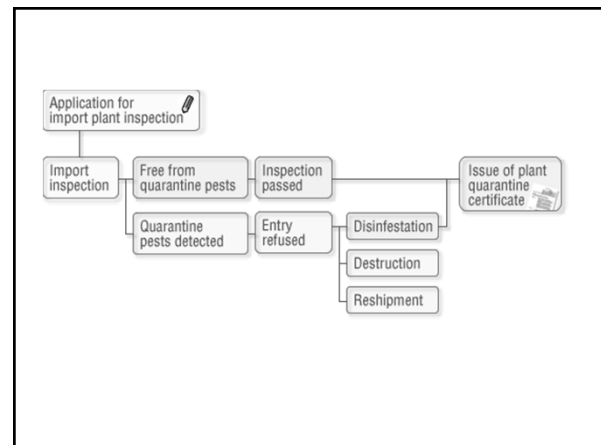 Application for
import plant inspection
Import
inspection
Free from
quarantine pests
Inspection
passed
Issue of plant
quarantine
certificate
Quarantine
pests detected
Entry
refused
Disinfestation
Destruction
Reshipment